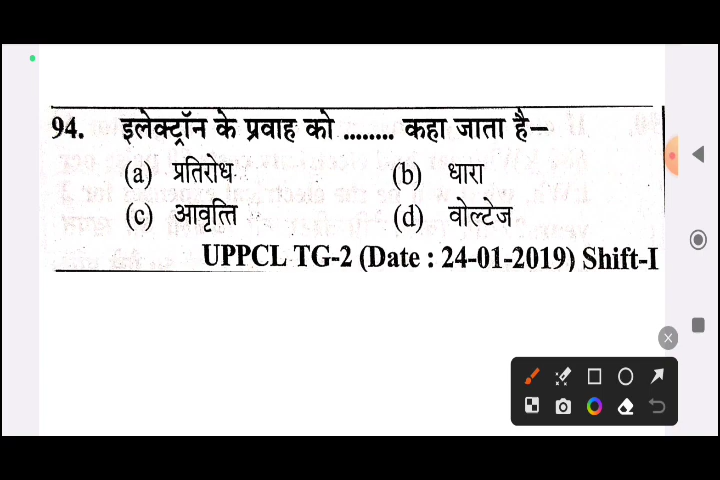 94. इलेक्ट्रॉन के प्रवाह को ........ कहा जाता है–
(a) प्रतिरोध (b) धारा
(c) आवृत्ति (d) वोल्टेज
UPPCL TG-2 (Date : 24-01-2019) Shift-I